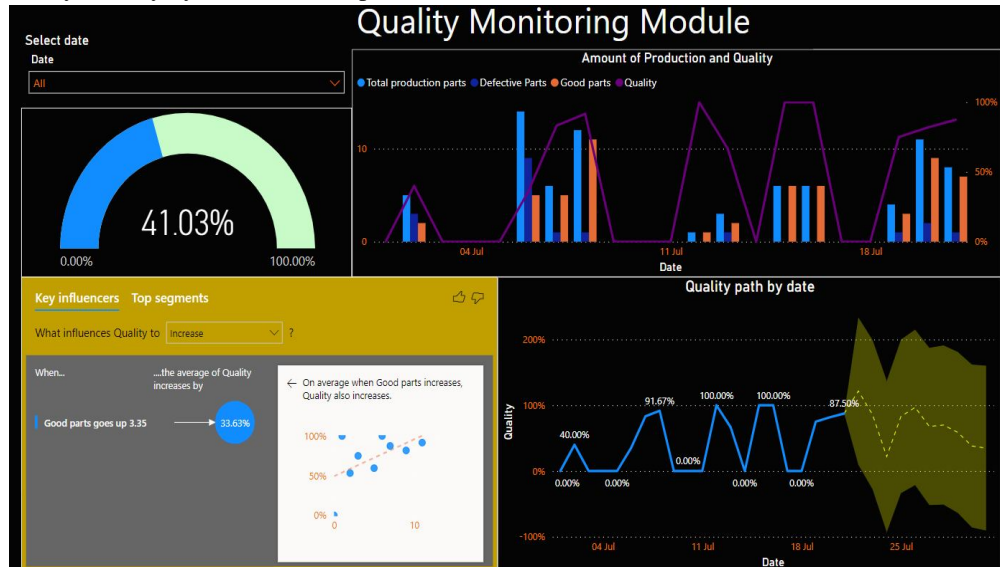 Quality Monitoring Module
Select date
Date
All
41.03%
0.00%
100.00%
Amount of Production and Quality
Total production parts Defective Parts Good parts Quality
10
0
100%
50%
0%
04 Jul
11 Jul
18 Jul
Date
Key influencers Top segments
What influences Quality to Increase ?
When...
....the average of Quality
increases by
Good parts goes up 3.35
33.63%
← On average when Good parts increases,
Quality also increases.
100%
50%
0%
0
10
Quality path by date
Quality
200%
100%
0%
-100%
0.00%
40.00%
0.00%
91.67%
0.00%
100.00%
0.00%
100.00%
0.00%
87.50%
04 Jul
11 Jul
18 Jul
25 Jul
Date